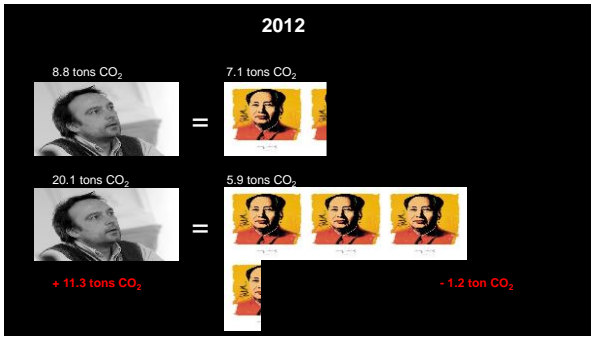 2012
8.8 tons CO₂
7.1 tons CO₂
=
20.1 tons CO₂
5.9 tons CO₂
=
+ 11.3 tons CO₂
- 1.2 ton CO₂